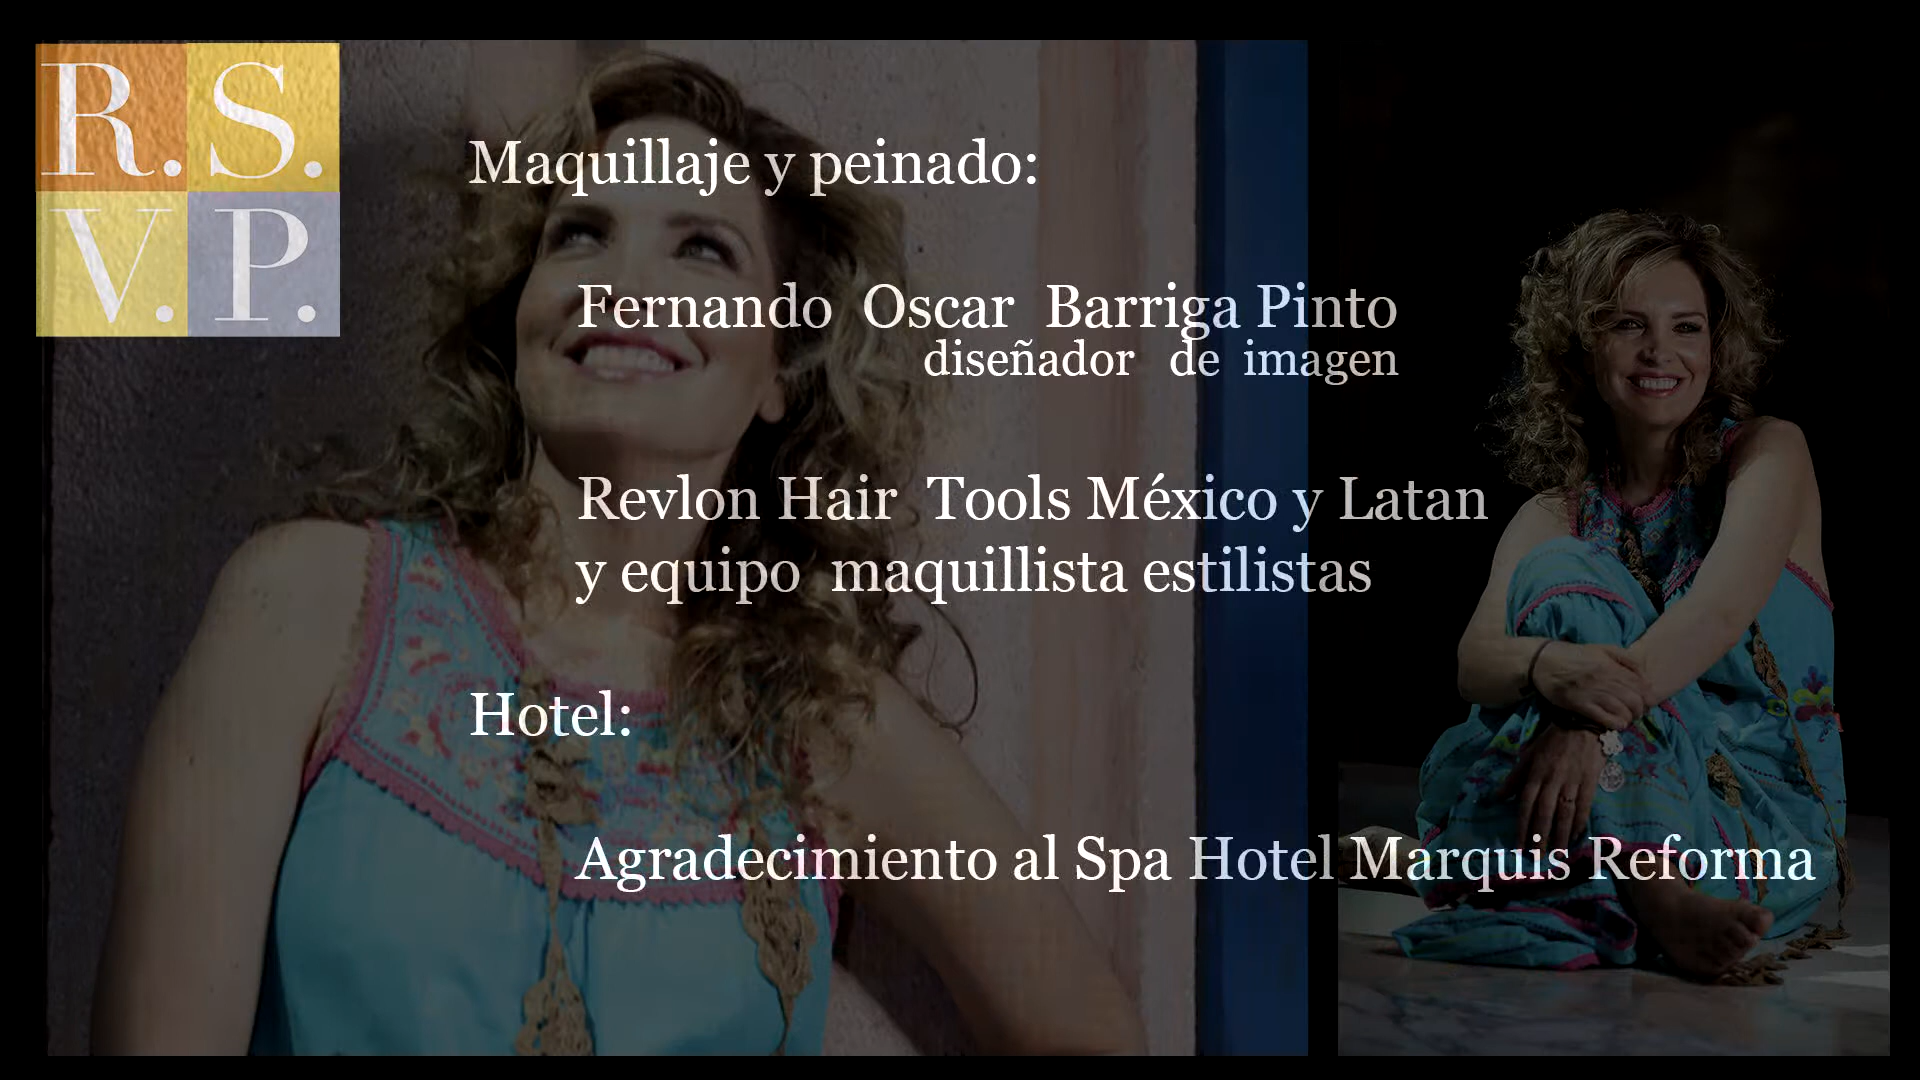 R.S.
V.P.
Maquillaje y peinado:
Fernando Oscar Barriga Pinto
diseñador de imagen
Revlon Hair Tools México y Latan
y equipo maquillista estilistas
Hotel:
Agradecimiento al Spa Hotel Marquis Reforma